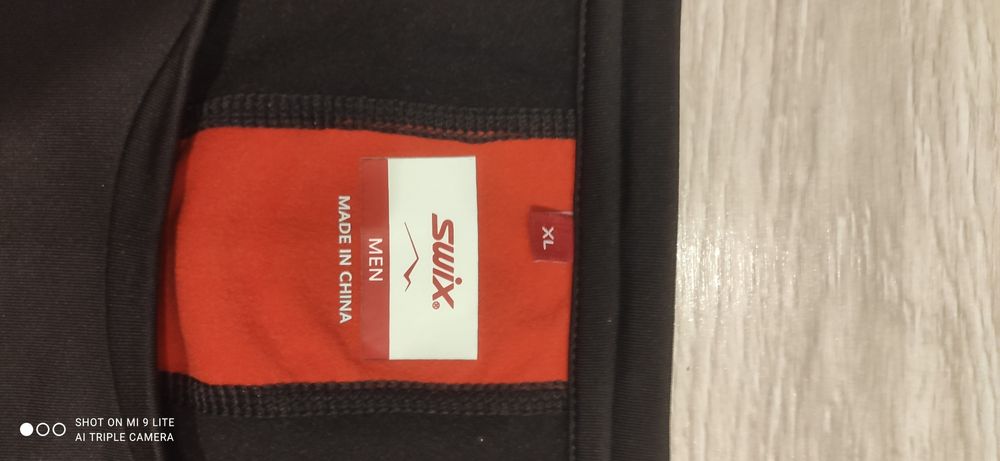 XL
swix®
MEN
MADE IN CHINA
SHOT ON MI 9 LITE
AI TRIPLE CAMERA